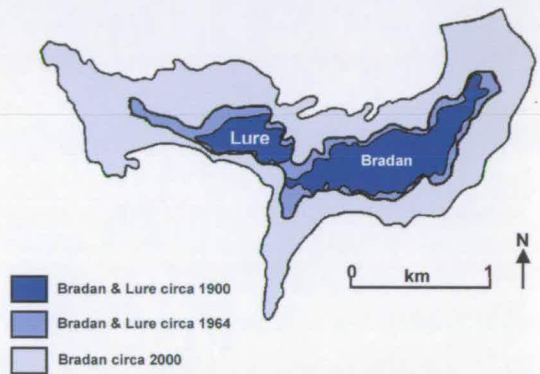 Lure
Bradan
N
0 km 1
Bradan & Lure circa 1900
Bradan & Lure circa 1964
Bradan circa 2000